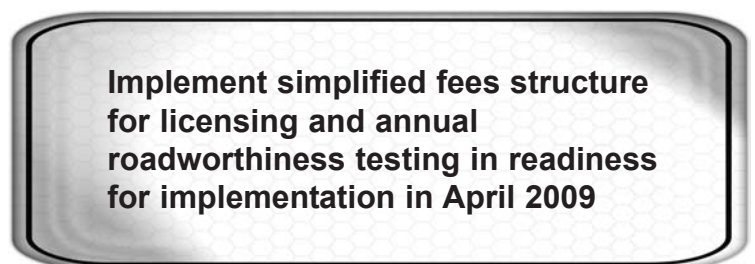 Implement simplified fees structure
for licensing and annual
roadworthiness testing in readiness
for implementation in April 2009